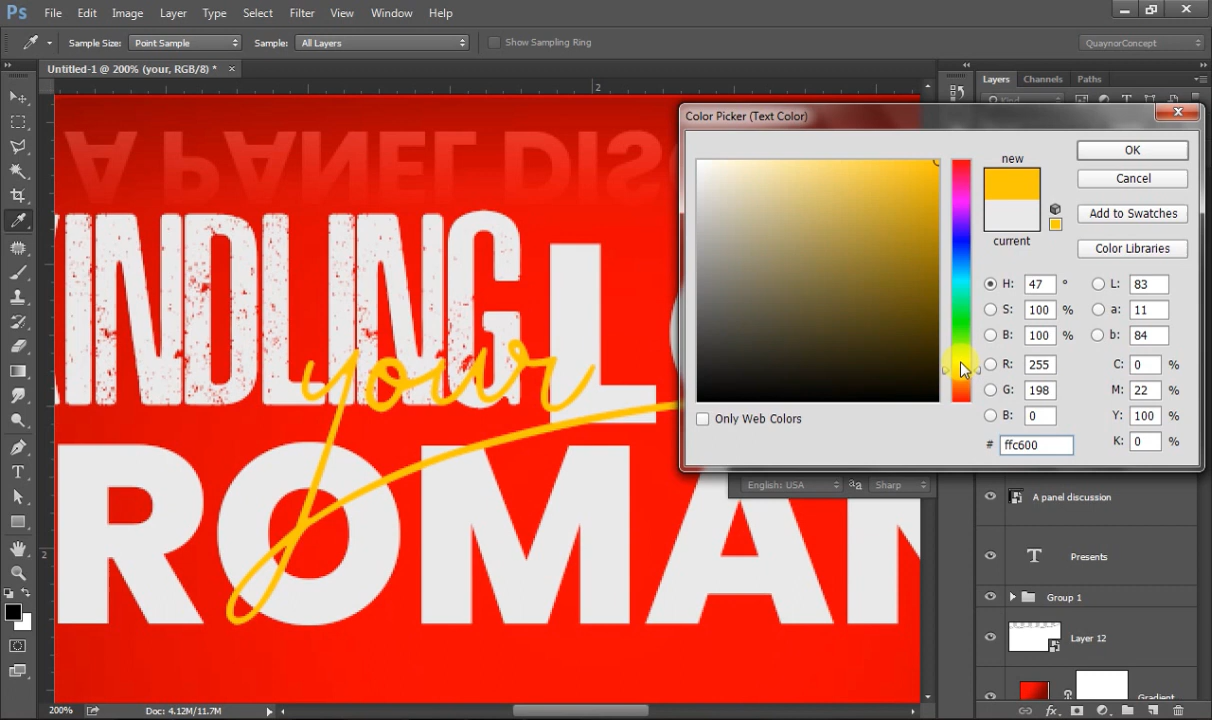 Ps File Edit Image Layer Type Select Filter View Window Help
Sample Size: Point Sample Sample: All Layers Show Sampling Ring QuaynorConcept
Untitled-1 @ 200% (your, RGB/8) * ×
Layers Channels Paths
2
A PANEL DISC
INDLING L
your
ROMAN
2
Color Picker (Text Color)
new
current
OK
Cancel
Add to Swatches
Color Libraries
H: 47 ° L: 83
S: 100 % a: 11
B: 100 % b: 84
R: 255 C: 0 %
G: 198 M: 22 %
B: 0 Y: 100 %
# ffc600 K: 0 %
Only Web Colors
English: USA aa Sharp
A panel discussion
T Presents
Group 1
Layer 12
Gradient
200% Doc: 4.12M/11.7M
fx